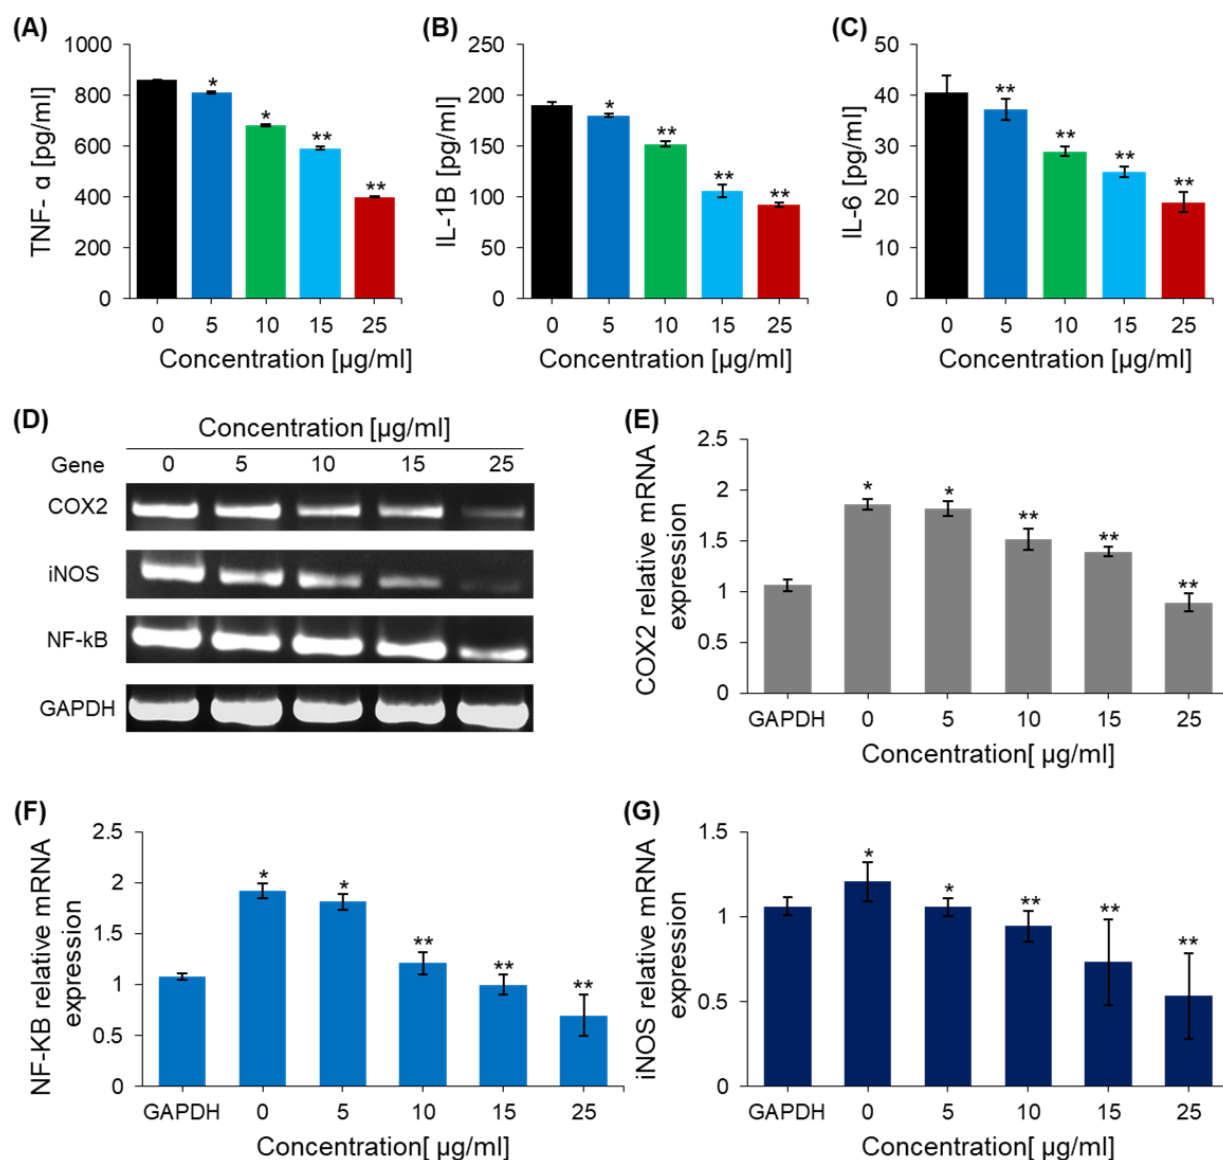 (A)
TNF- α [pg/ml]
1000
800
600
400
200
0
*
*
**
**
0 5 10 15 25
Concentration [µg/ml]
(B)
IL-1B [pg/ml]
250
200
150
100
50
0
*
**
**
**
0 5 10 15 25
Concentration [µg/ml]
(C)
IL-6 [pg/ml]
50
40
30
20
10
0
**
**
**
**
0 5 10 15 25
Concentration [µg/ml]
(D)
Concentration [µg/ml]
Gene 0 5 10 15 25
COX2
iNOS
NF-kB
GAPDH
(E)
COX2 relative mRNA
expression
2.5
2
1.5
1
0.5
0
*
*
**
**
**
GAPDH 0 5 10 15 25
Concentration[ µg/ml]
(F)
NF-KB relative mRNA
expression
2.5
2
1.5
1
0.5
0
*
*
**
**
**
GAPDH 0 5 10 15 25
Concentration[ µg/ml]
(G)
iNOS relative mRNA
expression
1.5
1
0.5
0
*
*
**
**
**
GAPDH 0 5 10 15 25
Concentration[ µg/ml]